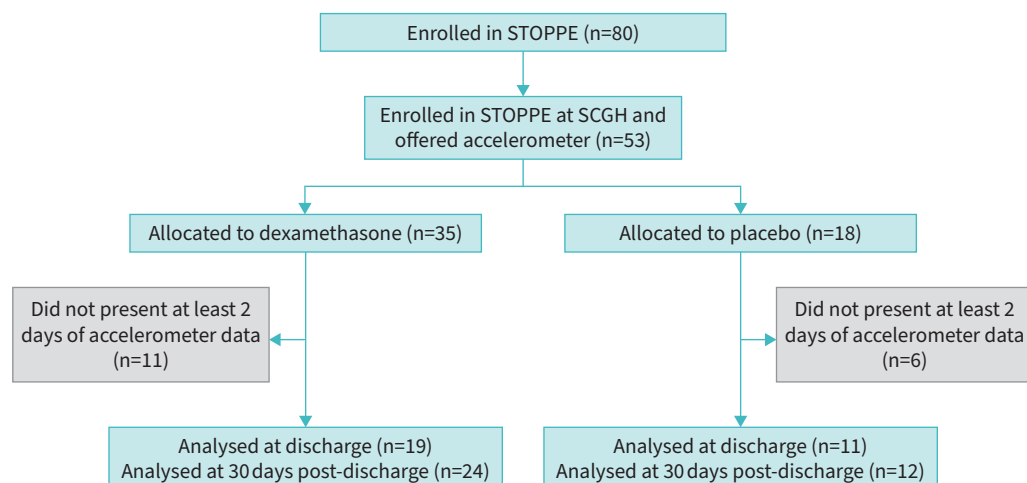 Enrolled in STOPPE (n=80)
Enrolled in STOPPE at SCGH and
offered accelerometer (n=53)
Allocated to dexamethasone (n=35)
Allocated to placebo (n=18)
Did not present at least 2
days of accelerometer data
(n=11)
Did not present at least 2
days of accelerometer data
(n=6)
Analysed at discharge (n=19)
Analysed at 30 days post-discharge (n=24)
Analysed at discharge (n=11)
Analysed at 30 days post-discharge (n=12)